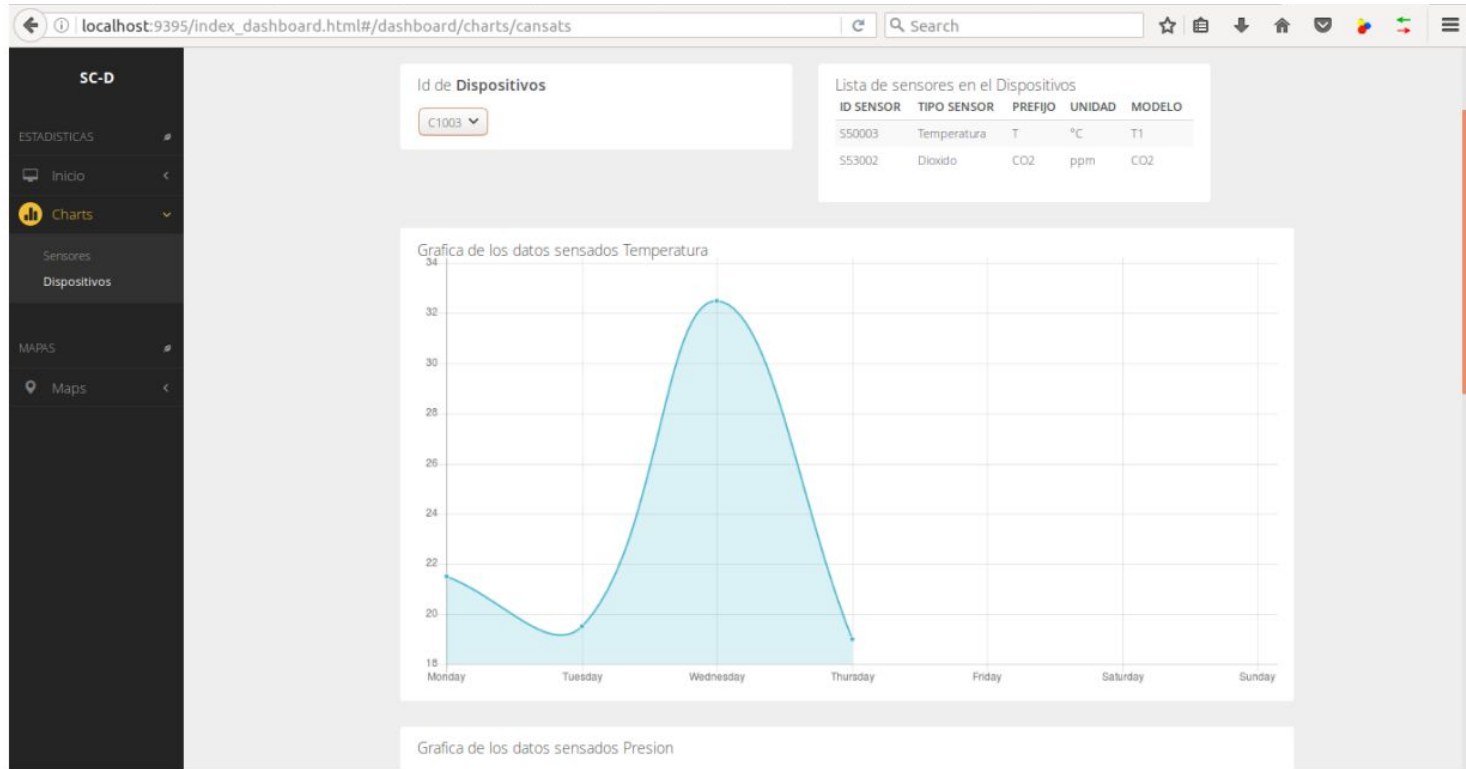 localhost:9395/index_dashboard.html#/dashboard/charts/cansats
Search
SC-D
ESTADISTICAS
Inicio
Charts
Sensores
Dispositivos
MAPAS
Maps
Id de Dispositivos
C1003
Lista de sensores en el Dispositivos
ID SENSOR TIPO SENSOR PREFIJO UNIDAD MODELO
S50003 Temperatura T °C T1
S53002 Dioxido CO2 ppm CO2
Grafica de los datos sensados Temperatura
34
32
30
28
26
24
22
20
18
Monday Tuesday Wednesday Thursday Friday Saturday Sunday
Grafica de los datos sensados Presion